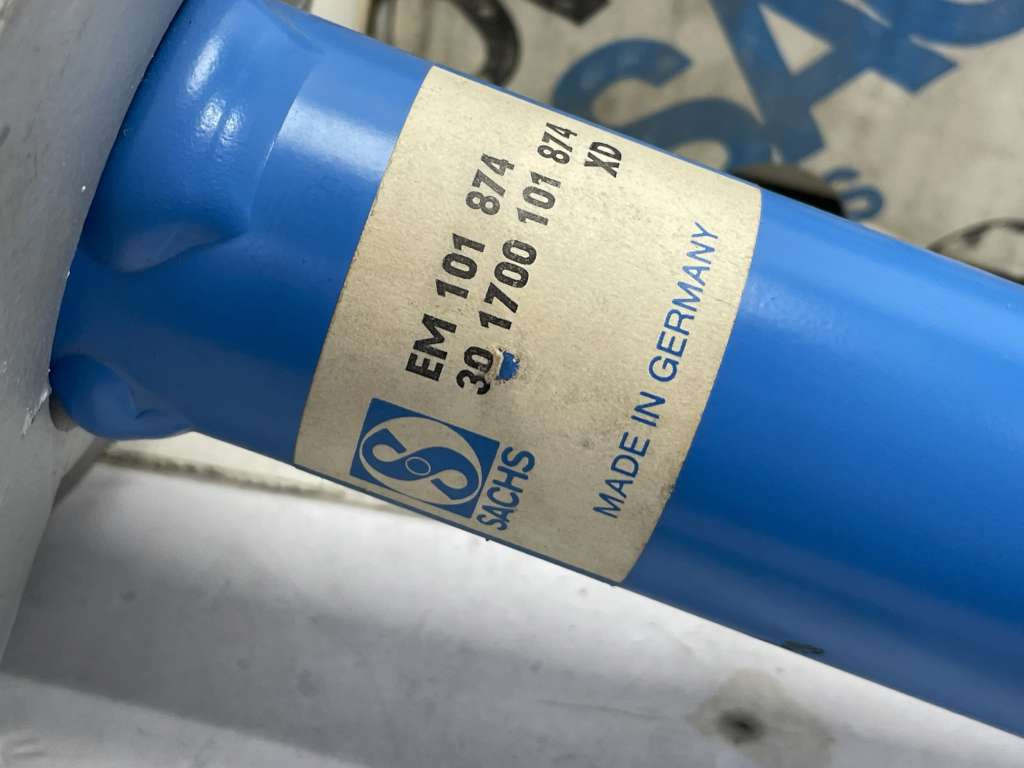 EM 101 874
30 1700 101 874
XD
SACHS
MADE IN GERMANY